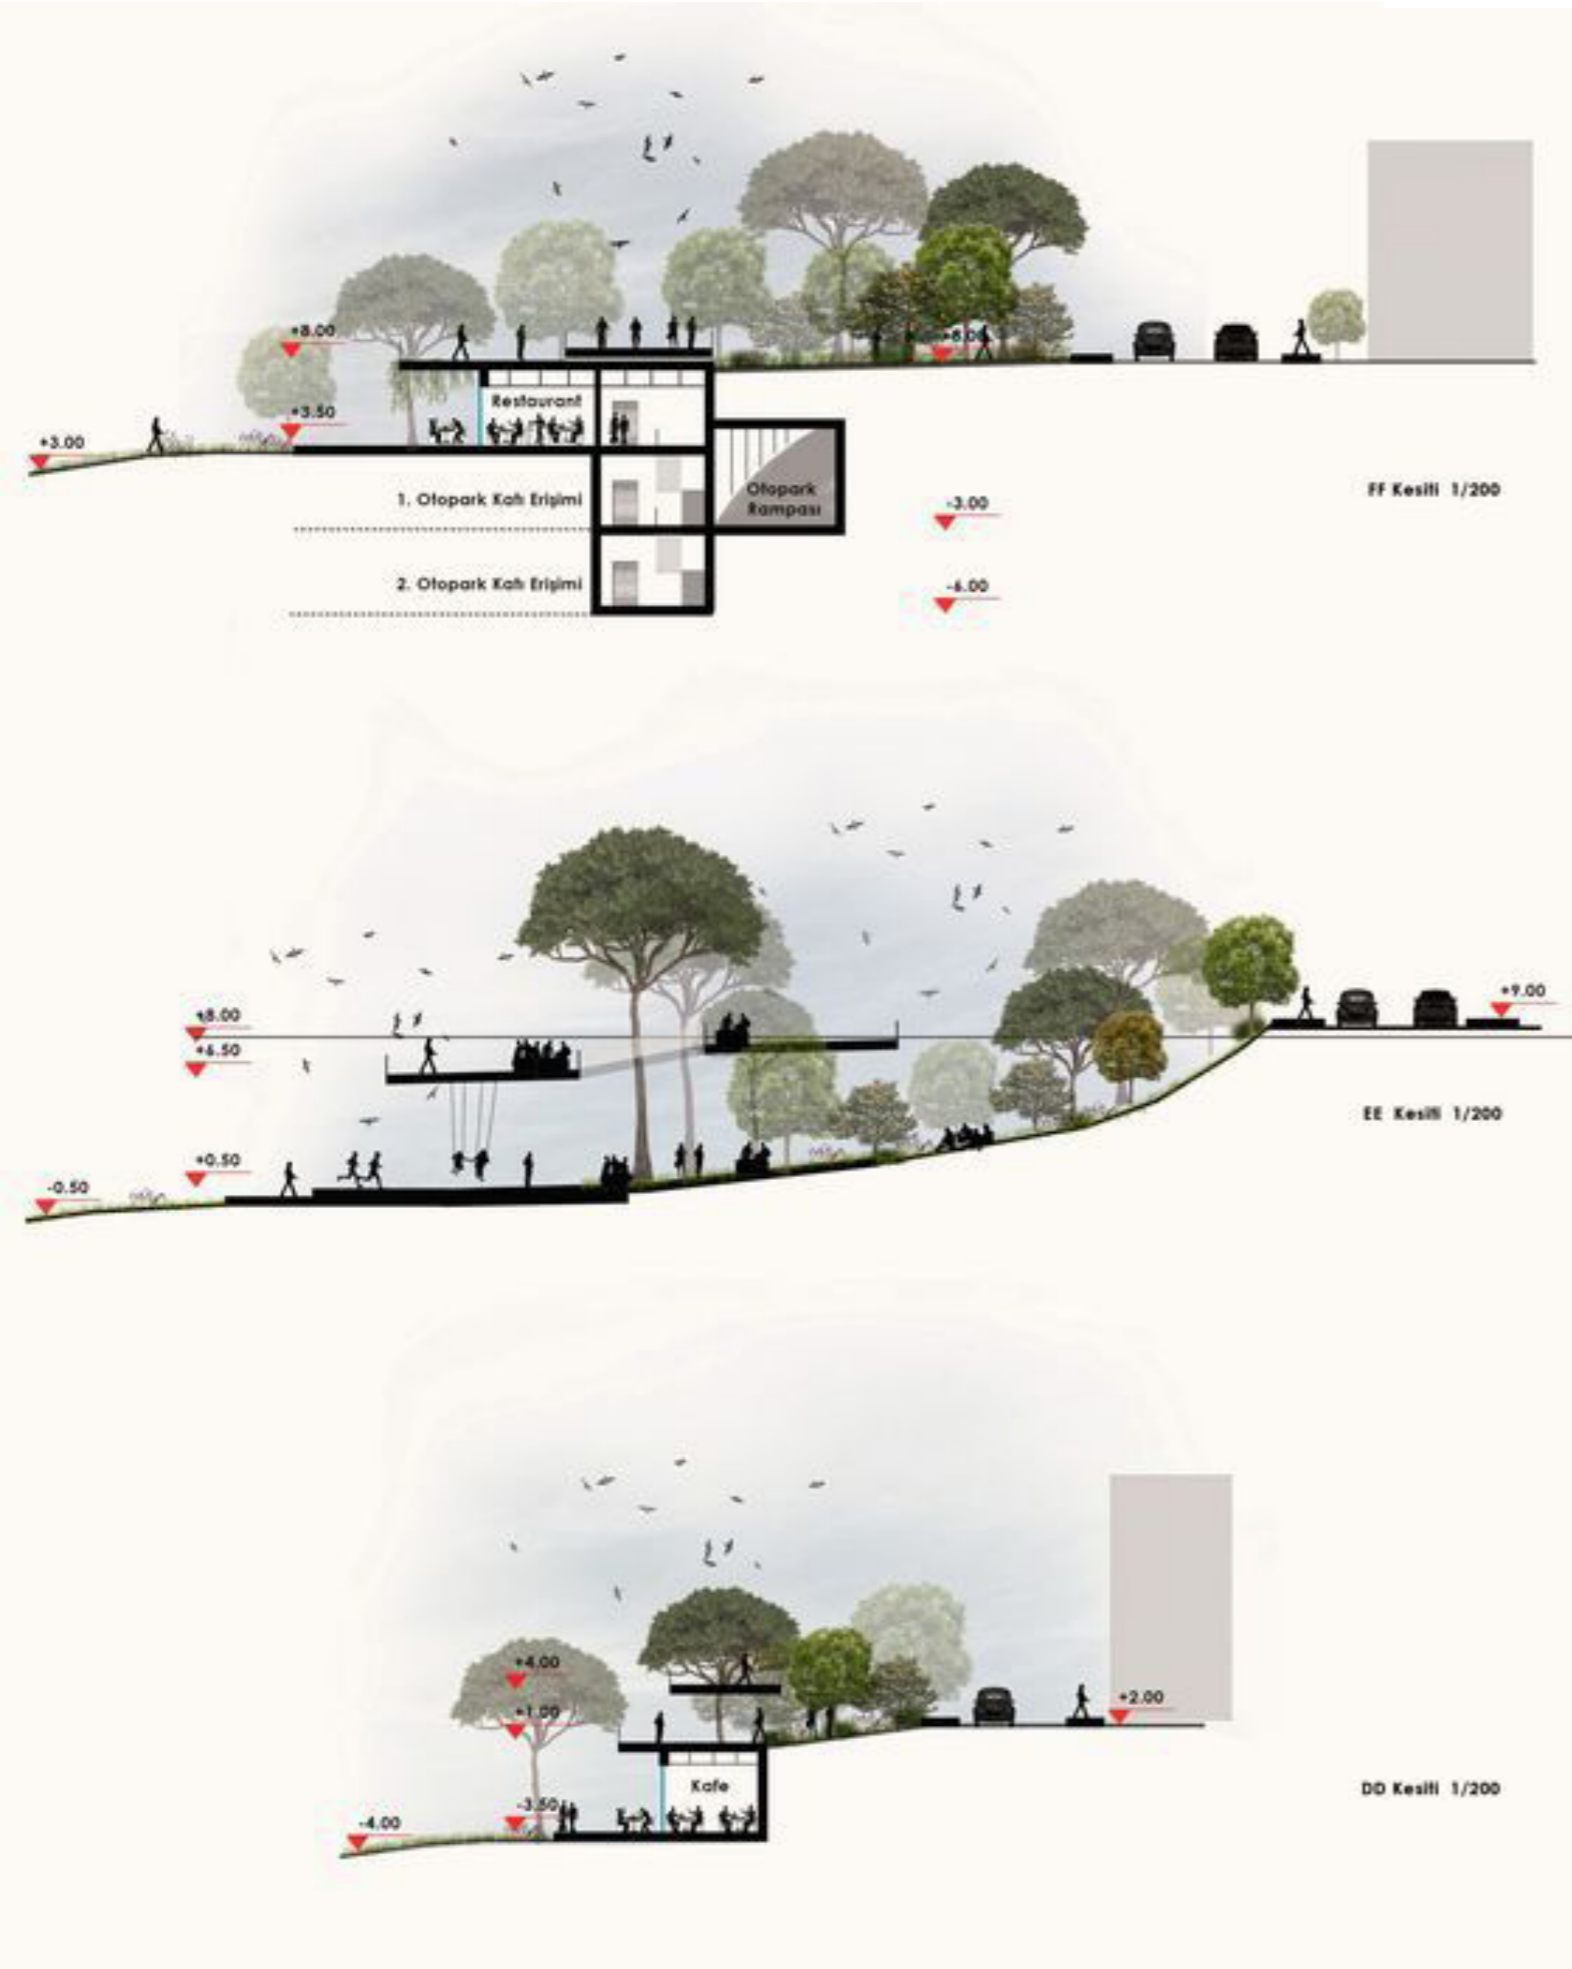 +8.00
+8.00
+3.50
Restaurant
+3.00
1. Otopark Katı Erişimi
Otopark
Rampası
FF Kesiti 1/200
-3.00
2. Otopark Katı Erişimi
-6.00
+9.00
+8.00
+6.50
EE Kesiti 1/200
+0.50
-0.50
+4.00
+2.00
+1.00
Kafe
DD Kesiti 1/200
-3.50
-4.00